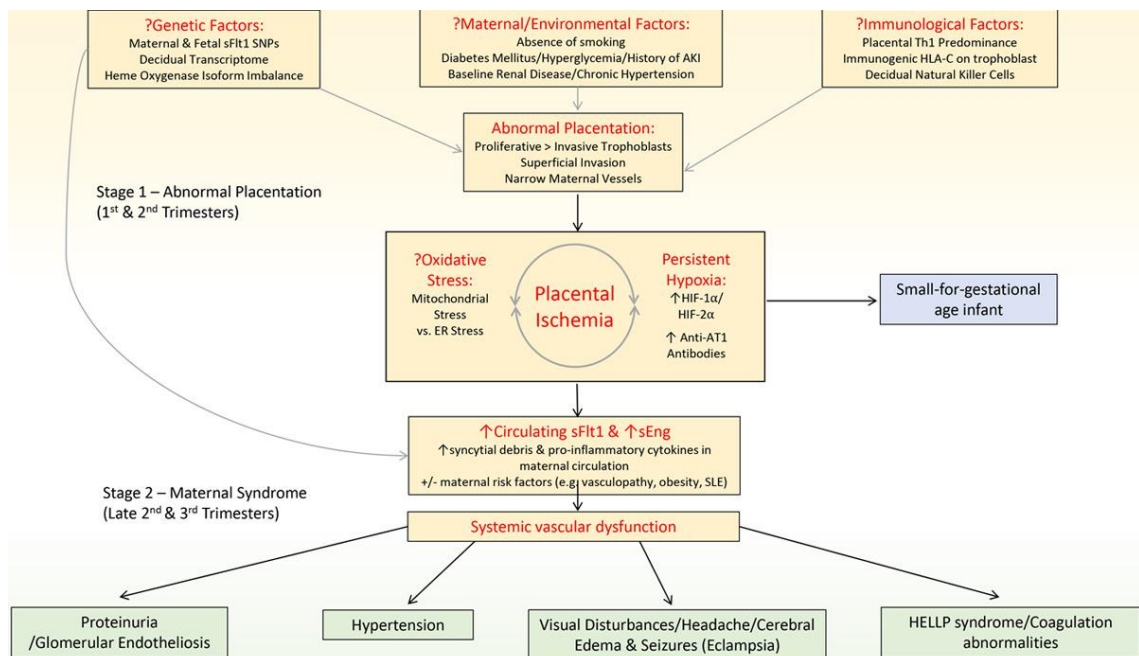 ?Genetic Factors:
Maternal & Fetal sFlt1 SNPs
Decidual Transcriptome
Heme Oxygenase Isoform Imbalance
?Maternal/Environmental Factors:
Absence of smoking
Diabetes Mellitus/Hyperglycemia/History of AKI
Baseline Renal Disease/Chronic Hypertension
?Immunological Factors:
Placental Th1 Predominance
Immunogenic HLA-C on trophoblast
Decidual Natural Killer Cells
Abnormal Placentation:
Proliferative > Invasive Trophoblasts
Superficial Invasion
Narrow Maternal Vessels
Stage 1 – Abnormal Placentation
(1st & 2nd Trimesters)
?Oxidative
Stress:
Mitochondrial
Stress
vs. ER Stress
Placental
Ischemia
Persistent
Hypoxia:
↑HIF-1α/
HIF-2α
↑ Anti-AT1
Antibodies
Small-for-gestational
age infant
↑Circulating sFlt1 & ↑sEng
↑syncytial debris & pro-inflammatory cytokines in
maternal circulation
+/- maternal risk factors (e.g. vasculopathy, obesity, SLE)
Stage 2 – Maternal Syndrome
(Late 2nd & 3rd Trimesters)
Systemic vascular dysfunction
Proteinuria
/Glomerular Endotheliosis
Hypertension
Visual Disturbances/Headache/Cerebral
Edema & Seizures (Eclampsia)
HELLP syndrome/Coagulation
abnormalities